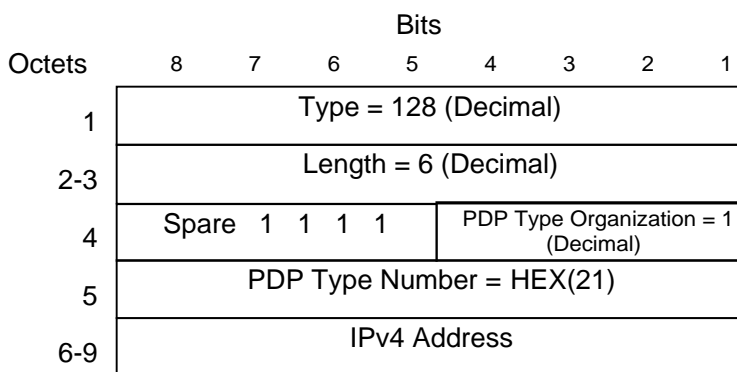 Bits
Octets 8 7 6 5 4 3 2 1
1 Type = 128 (Decimal)
2-3 Length = 6 (Decimal)
4 Spare 1 1 1 1 PDP Type Organization = 1 (Decimal)
5 PDP Type Number = HEX(21)
6-9 IPv4 Address